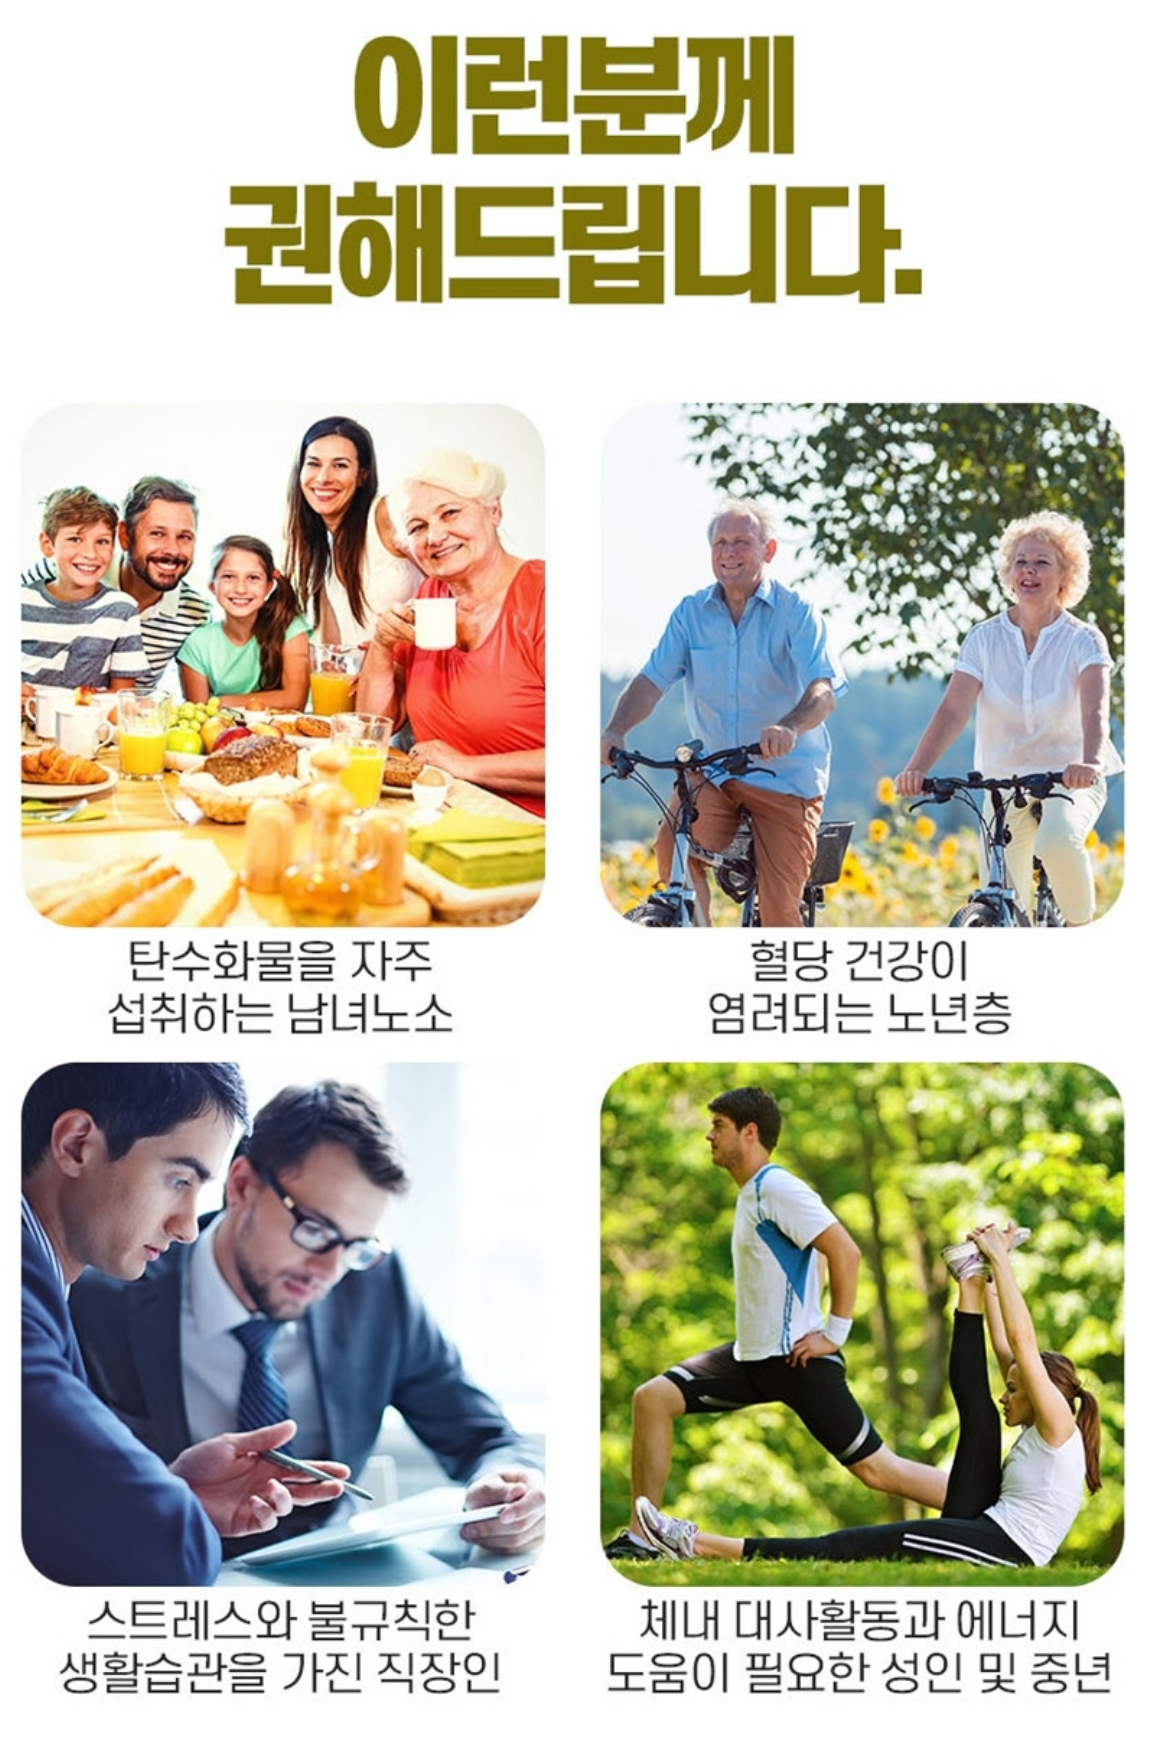 이런분께
권해드립니다.
탄수화물을 자주
섭취하는 남녀노소
혈당 건강이
염려되는 노년층
스트레스와 불규칙한
생활습관을 가진 직장인
체내 대사활동과 에너지
도움이 필요한 성인 및 중년